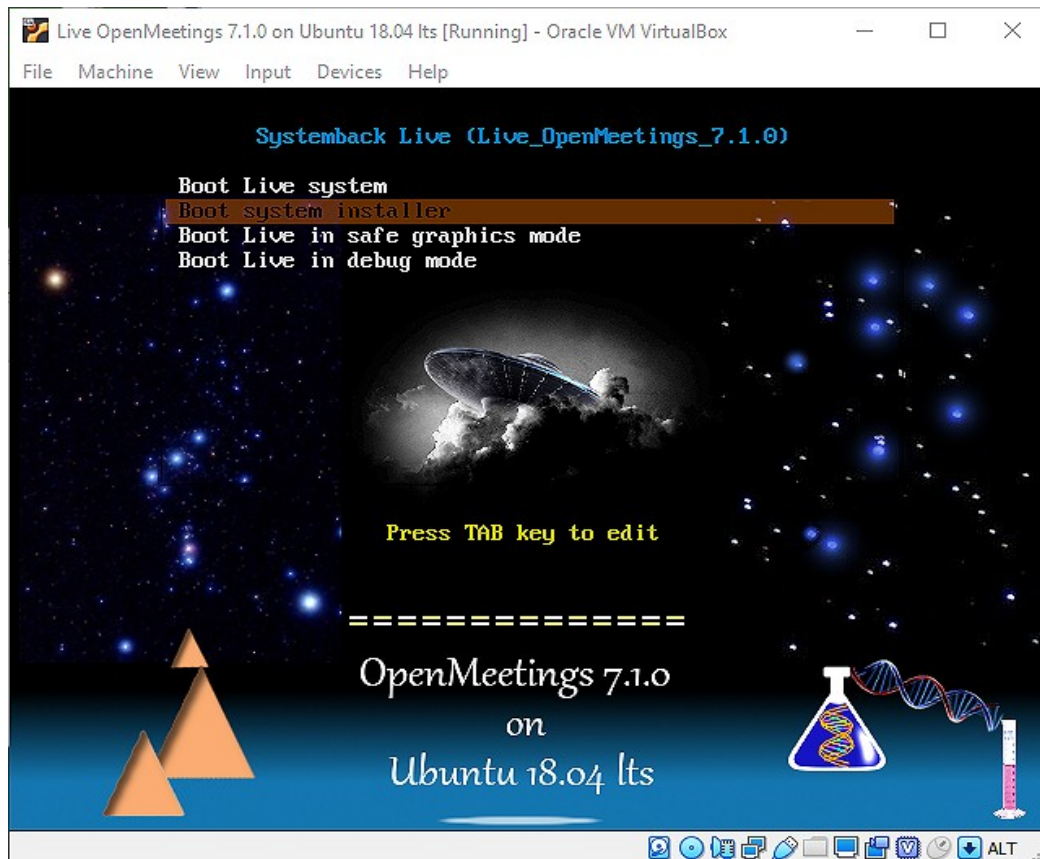 Live OpenMeetings 7.1.0 on Ubuntu 18.04 lts [Running] - Oracle VM VirtualBox
File Machine View Input Devices Help
Systemback Live (Live_OpenMeetings_7.1.0)
Boot Live system
Boot system installer
Boot Live in safe graphics mode
Boot Live in debug mode
Press TAB key to edit
==============
OpenMeetings 7.1.0
on
Ubuntu 18.04 lts
ALT